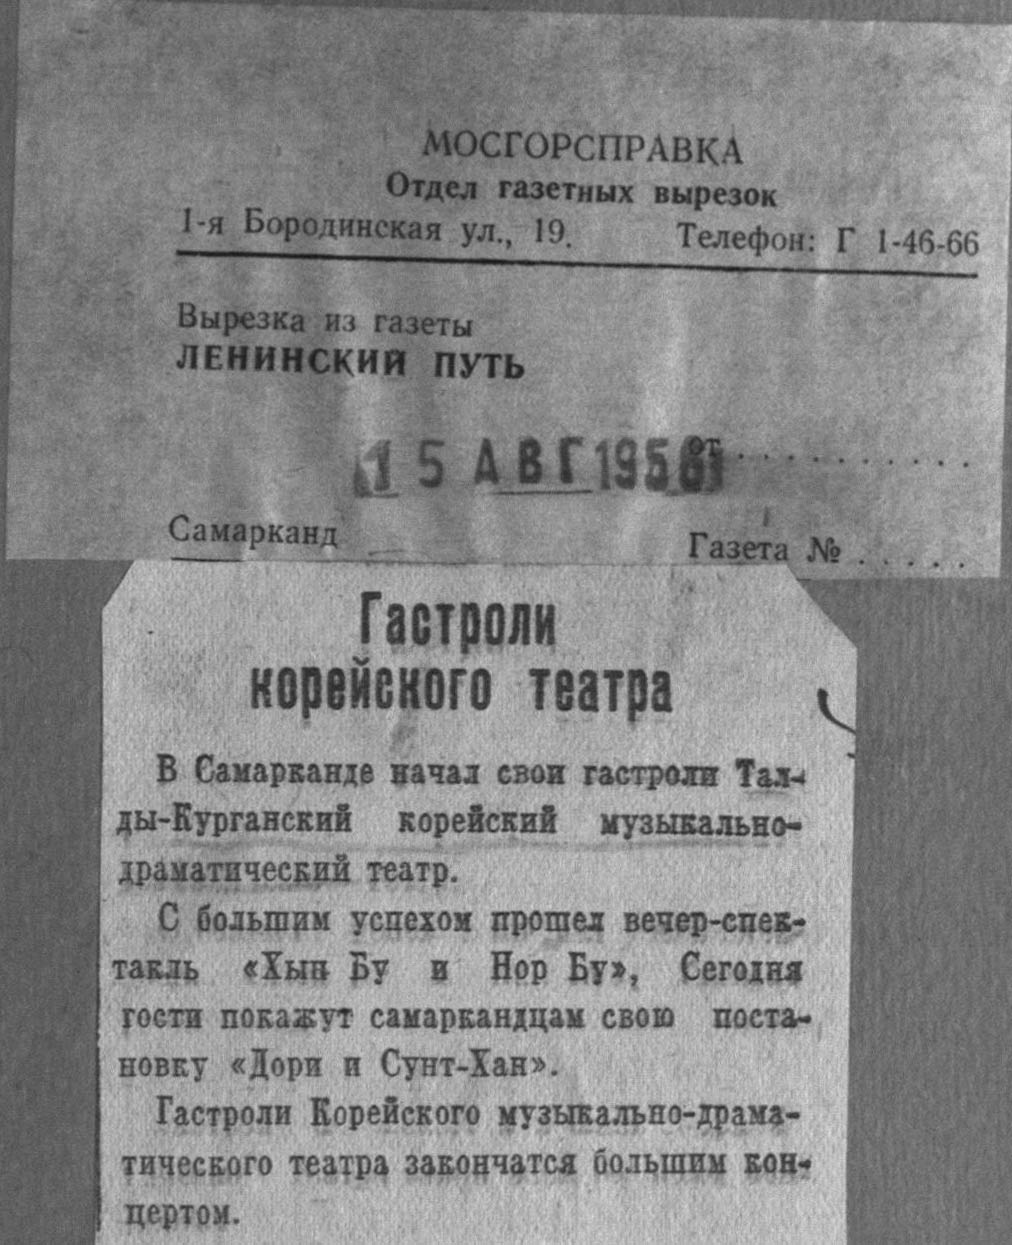 МОСГОРСПРАВКА
Отдел газетных вырезок
1-я Бородинская ул., 19. Телефон: Г 1-46-66
Вырезка из газеты
ЛЕНИНСКИЙ ПУТЬ
15 АВГ 1956 от . . . . . . . . . .
Самарканд Газета № . . . . .
Гастроли
корейского театра
В Самарканде начал свои гастроли Тал-
ды-Курганский корейский музыкально-
драматический театр.
С большим успехом прошел вечер-спек-
такль «Хын Бу и Нор Бу», Сегодня
гости покажут самаркандцам свою поста-
новку «Дори и Сунт-Хан».
Гастроли Корейского музыкально-драма-
тического театра закончатся большим кон-
цертом.